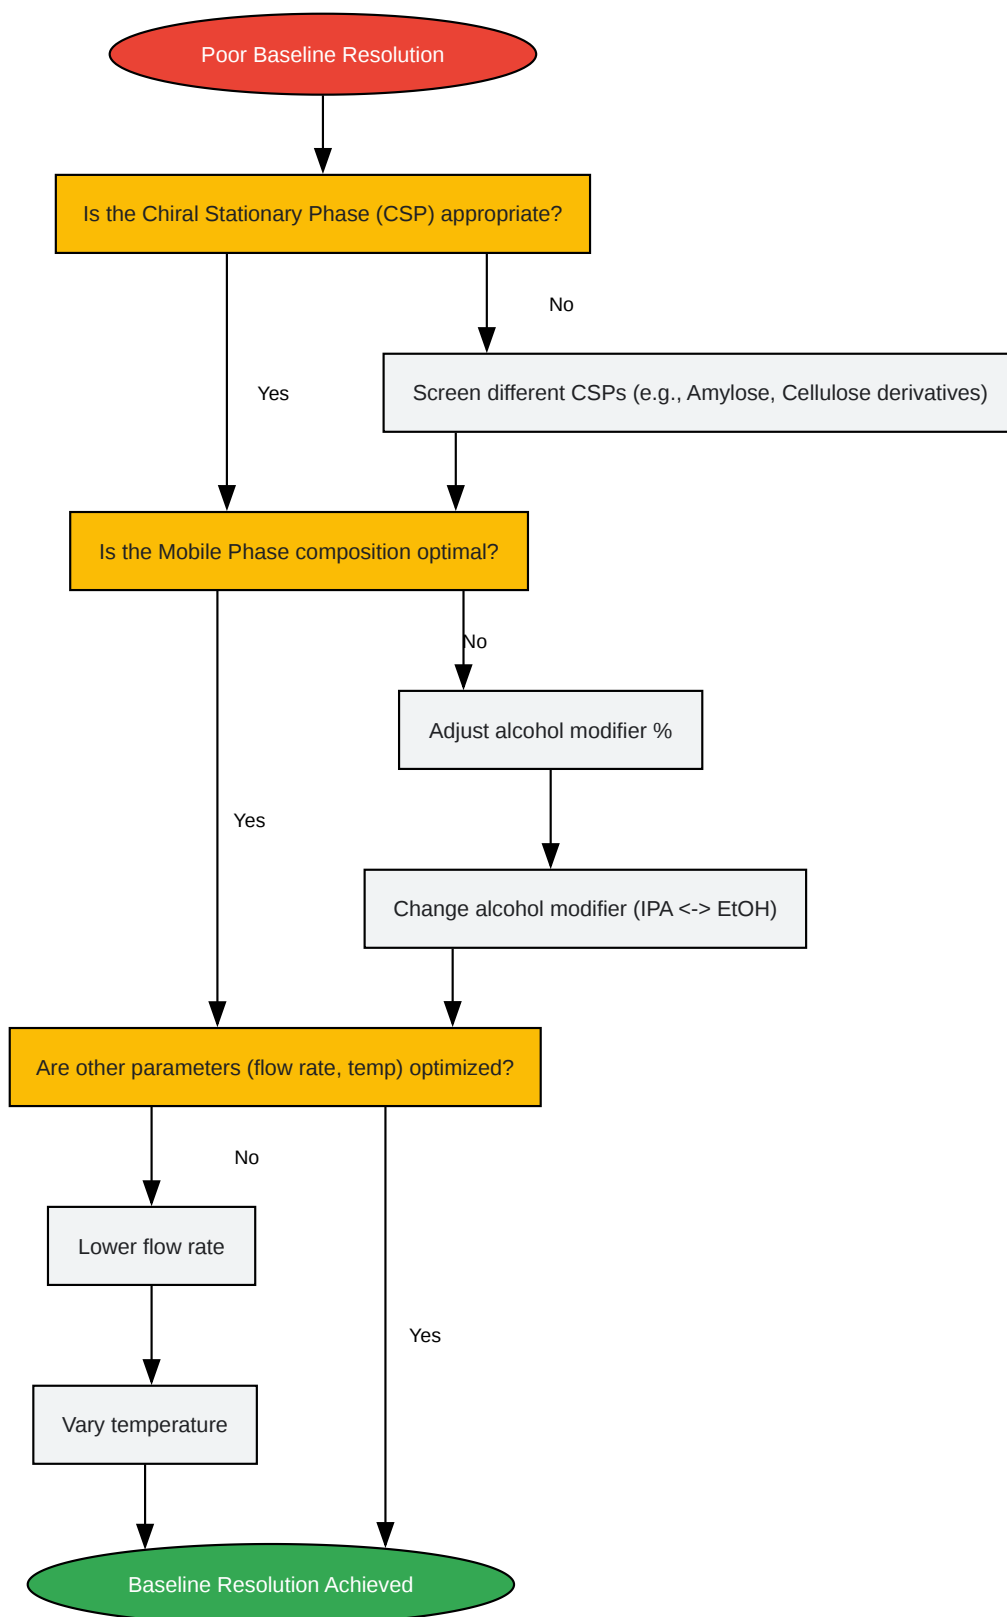 Poor Baseline Resolution
Is the Chiral Stationary Phase (CSP) appropriate?
No
Screen different CSPs (e.g., Amylose, Cellulose derivatives)
Yes
Is the Mobile Phase composition optimal?
No
Adjust alcohol modifier %
Yes
Change alcohol modifier (IPA <-> EtOH)
Are other parameters (flow rate, temp) optimized?
No
Lower flow rate
Yes
Vary temperature
Baseline Resolution Achieved